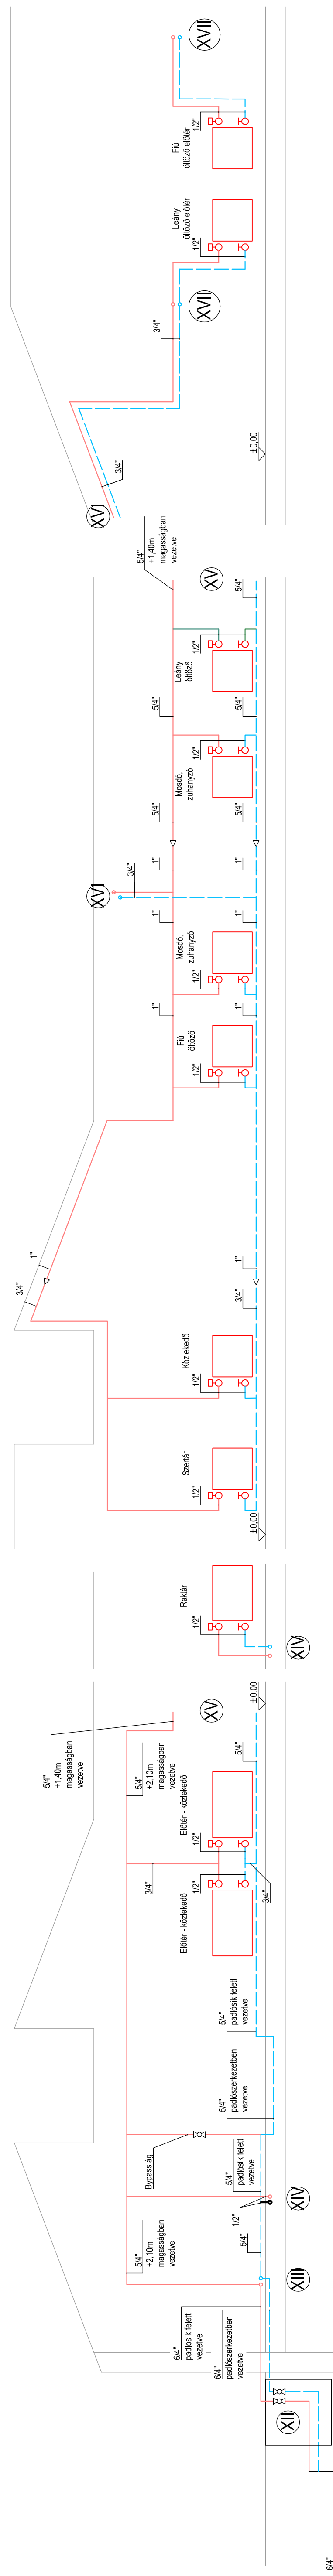 XVII
1/2"
Fiú
öltöző előtér
Leány
öltöző előtér
1/2"
XVII
3/4"
3/4"
XVI
±0,00
5/4"
+1,40m
magasságban
vezetve
XV
5/4"
1/2"
Leány
öltöző
5/4"
5/4"
1/2"
Mosdó,
zuhanyzó
5/4"
5/4"
1"
1"
3/4"
XVI
1"
1"
Mosdó,
zuhanyzó
1/2"
1"
1"
Fiú
öltöző
1/2"
1"
3/4"
1"
3/4"
Közlekedő
1/2"
Szertár
1/2"
±0,00
Raktár
1/2"
XIV
±0,00
XV
5/4"
+1,40m
magasságban
vezetve
5/4"
+2,10m
magasságban
vezetve
5/4"
Előtér - közlekedő
1/2"
3/4"
3/4"
1/2"
Előtér - közlekedő
5/4"
padlósík felett
vezetve
5/4"
padlószerkezetben
vezetve
Bypass ág
5/4"
padlósík felett
vezetve
XIV
1/2"
5/4"
5/4"
+2,10m
magasságban
vezetve
XIII
6/4"
padlósík felett
vezetve
6/4"
padlószerkezetben
vezetve
XII
6/4"